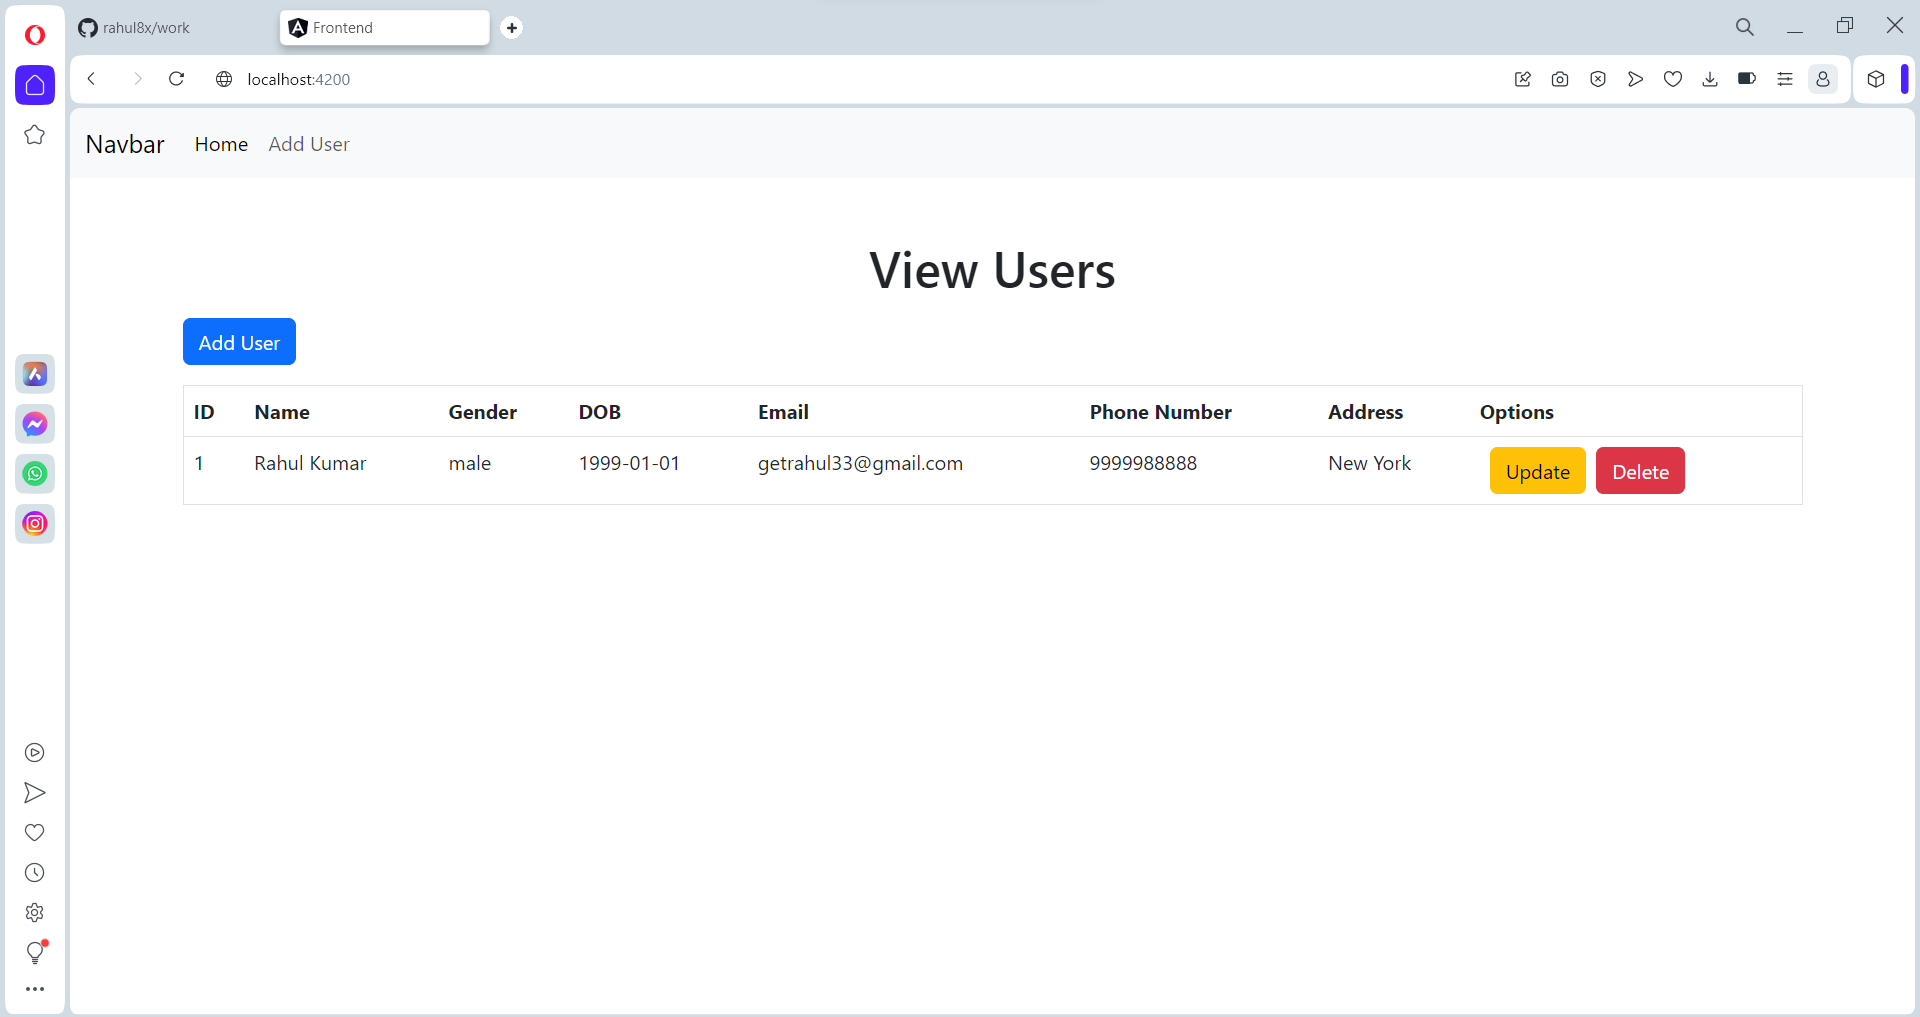 rahul8x/work
Frontend
localhost:4200
Navbar Home Add User
View Users
Add User
ID Name Gender DOB Email Phone Number Address Options
1 Rahul Kumar male 1999-01-01 getrahul33@gmail.com 9999988888 New York Update Delete